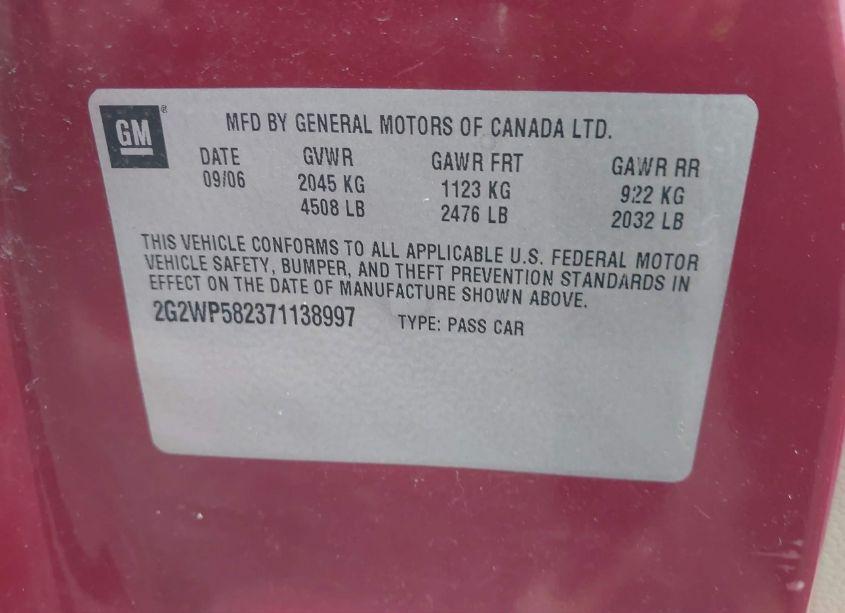 GM ®
MFD BY GENERAL MOTORS OF CANADA LTD.
DATE GVWR GAWR FRT GAWR RR
09/06 2045 KG 1123 KG 922 KG
4508 LB 2476 LB 2032 LB
THIS VEHICLE CONFORMS TO ALL APPLICABLE U.S. FEDERAL MOTOR
VEHICLE SAFETY, BUMPER, AND THEFT PREVENTION STANDARDS IN
EFFECT ON THE DATE OF MANUFACTURE SHOWN ABOVE.
2G2WP582371138997 TYPE: PASS CAR